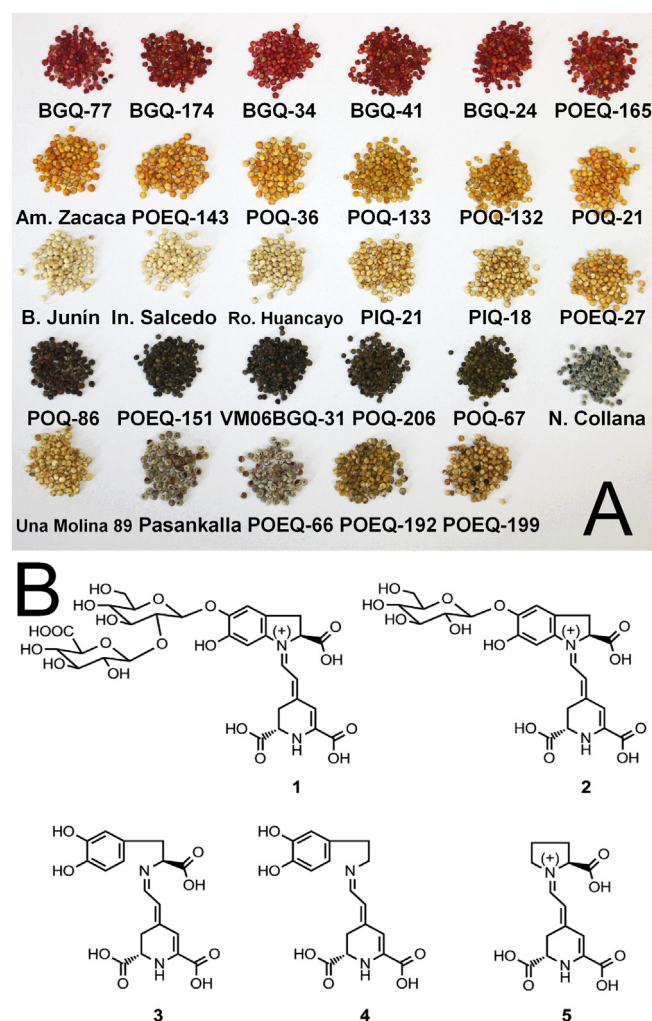 BGQ-77 BGQ-174 BGQ-34 BGQ-41 BGQ-24 POEQ-165
Am. Zacaca POEQ-143 POQ-36 POQ-133 POQ-132 POQ-21
B. Junín In. Salcedo Ro. Huancayo PIQ-21 PIQ-18 POEQ-27
POQ-86 POEQ-151 VM06BGQ-31 POQ-206 POQ-67 N. Collana
Una Molina 89 Pasankalla POEQ-66 POEQ-192 POEQ-199
A
B
HO
HO
HO
O
OH
O
HOOC
HO
HO
O
OH
O
O
HO
N
(+)
O
OH
HO
O
N
H
O
OH
1
HO
HO
HO
O
OH
O
HO
N
(+)
O
OH
HO
O
N
H
O
OH
2
HO
HO
N
O
OH
HO
O
N
H
O
OH
3
HO
HO
N
HO
O
N
H
O
OH
4
(+)
N
O
OH
HO
O
N
H
O
OH
5